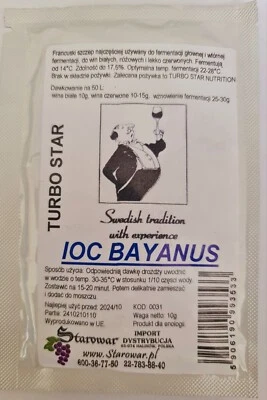 Francuski szczep najczęściej używany do fermentacji głównej i wtórnej
fermentacji, do win białych, różowych i lekko czerwonych. Fermentują
od 14°C. Zdolność do 17,5%. Optymalna temp. fermentacji 22-28°C
Brak w składzie pożywki. Zalecana pożywka to TURBO STAR NUTRITION
Dawkowanie na 50 L:
wina białe 10g, wina czerwone 10-15g, wznowienie fermentacji 25-30g.
TURBO STAR
Swedish tradition
with experience
IOC BAYANUS
Sposób użycia: Odpowiednią dawkę drożdży uwodnić
w wodzie o temp. 30-35°C w stosunku 1/10 części wody.
Zostawić na 15-20 minut. Potem delikatnie zamieszać
i dodać do moszczu.
Najlepiej użyć przed: 2024/10
KOD: 0031
Partia: 2410210110
Waga netto: 10g
Wyprodukowano w UE.
Produkt dla enologii.
Starowar
IMPORT
DYSTRYBUCJA
www.Starowar.pl
600-36-77-80 22-783-88-40
5906190993533